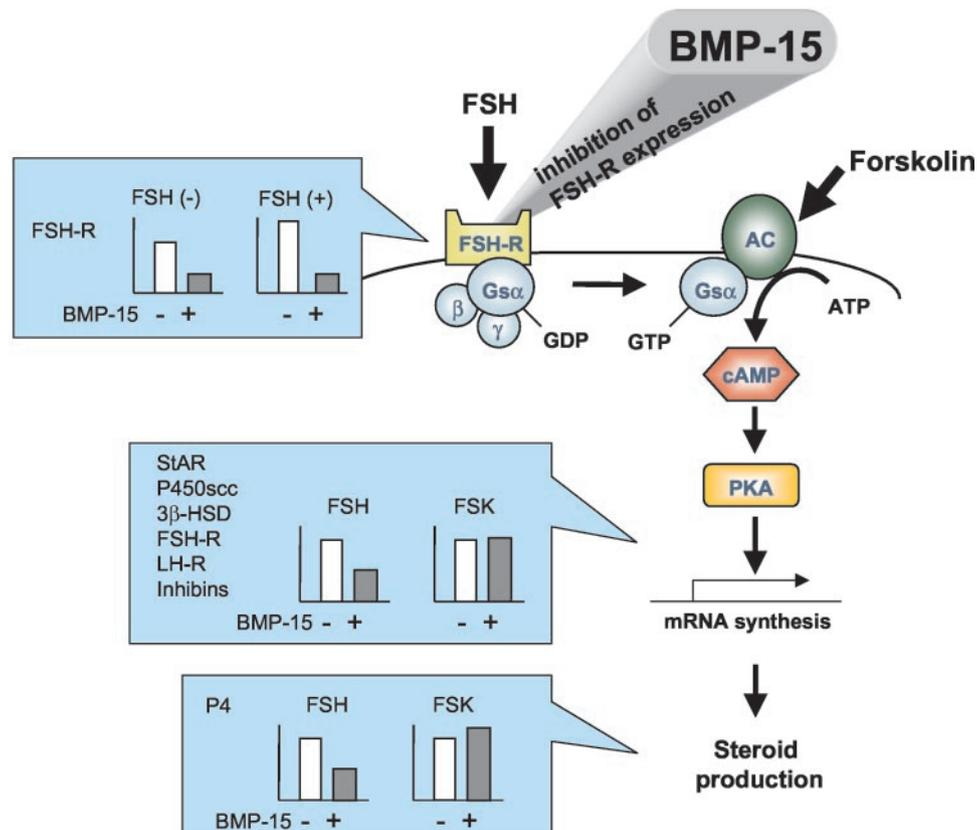 BMP-15
inhibition of
FSH-R expression
FSH
Forskolin
FSH (-) FSH (+)
FSH-R
BMP-15 - + - +
FSH-R
AC
Gsα
Gsα
β
γ
GDP
GTP
ATP
cAMP
StAR
P450scc
3β-HSD
FSH-R
LH-R
Inhibins
FSH FSK
BMP-15 - + - +
PKA
mRNA synthesis
P4 FSH FSK
BMP-15 - + - +
Steroid
production